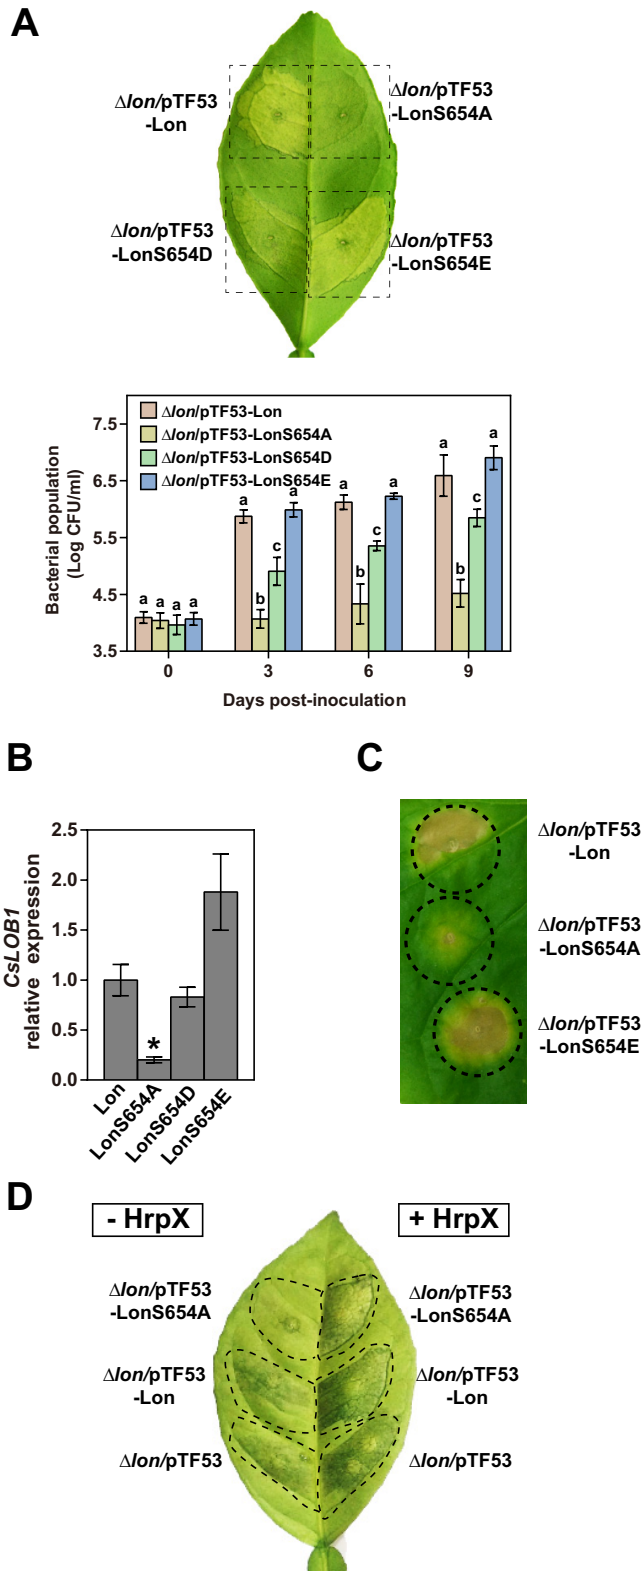 A
Δlon/pTF53
-Lon
Δlon/pTF53
-LonS654A
Δlon/pTF53
-LonS654D
Δlon/pTF53
-LonS654E
Bacterial population
(Log CFU/ml)
7.5
6.5
5.5
4.5
3.5
Δlon/pTF53-Lon
Δlon/pTF53-LonS654A
Δlon/pTF53-LonS654D
Δlon/pTF53-LonS654E
a a a a
a b c a
a b c a
a b c a
0 3 6 9
Days post-inoculation
B
CsLOB1
relative expression
2.5
2.0
1.5
1.0
0.5
0.0
*
Lon
LonS654A
LonS654D
LonS654E
C
Δlon/pTF53
-Lon
Δlon/pTF53
-LonS654A
Δlon/pTF53
-LonS654E
D
- HrpX
+ HrpX
Δlon/pTF53
-LonS654A
Δlon/pTF53
-LonS654A
Δlon/pTF53
-Lon
Δlon/pTF53
-Lon
Δlon/pTF53
Δlon/pTF53